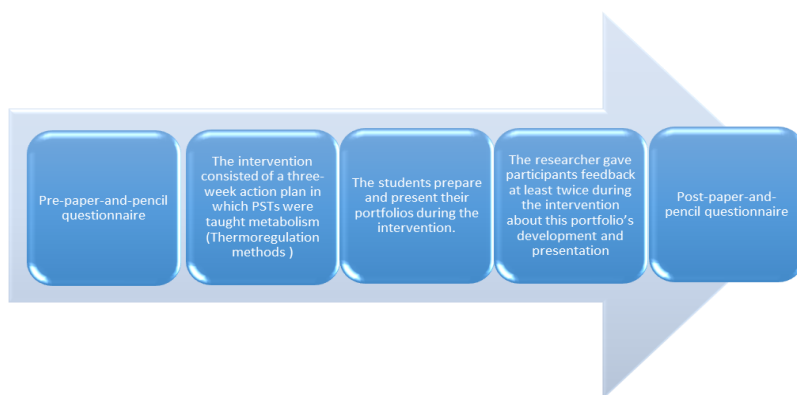 Pre-paper-and-pencil
questionnaire
The intervention
consisted of a three-
week action plan in
which PSTs were
taught metabolism
(Thermoregulation
methods )
The students prepare
and present their
portfolios during the
intervention.
The researcher gave
participants feedback
at least twice during
the intervention
about this portfolio's
development and
presentation
Post-paper-and-
pencil questionnaire